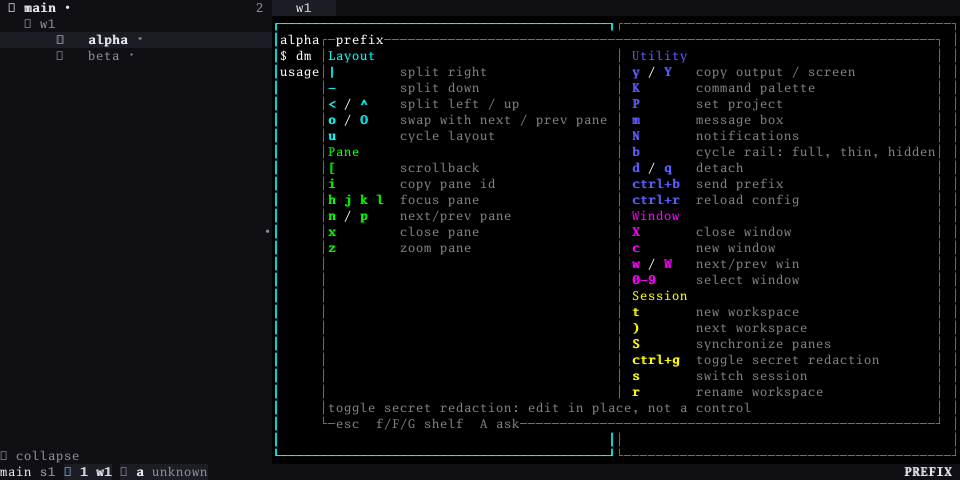 main • 2 w1
w1
alpha •
beta •
alpha prefix
$ dm Layout Utility
usage | split right y / Y copy output / screen
− split down K command palette
< / ^ split left / up P set project
o / O swap with next / prev pane m message box
u cycle layout N notifications
Pane b cycle rail: full, thin, hidden
[ scrollback d / q detach
i copy pane id ctrl+b send prefix
h j k l focus pane ctrl+r reload config
n / p next/prev pane Window
x close pane X close window
z zoom pane c new window
w / W next/prev win
0−9 select window
Session
t new workspace
) next workspace
S synchronize panes
ctrl+g toggle secret redaction
s switch session
r rename workspace
toggle secret redaction: edit in place, not a control
esc f/F/G shelf A ask
collapse
main s1 1 w1 a unknown PREFIX